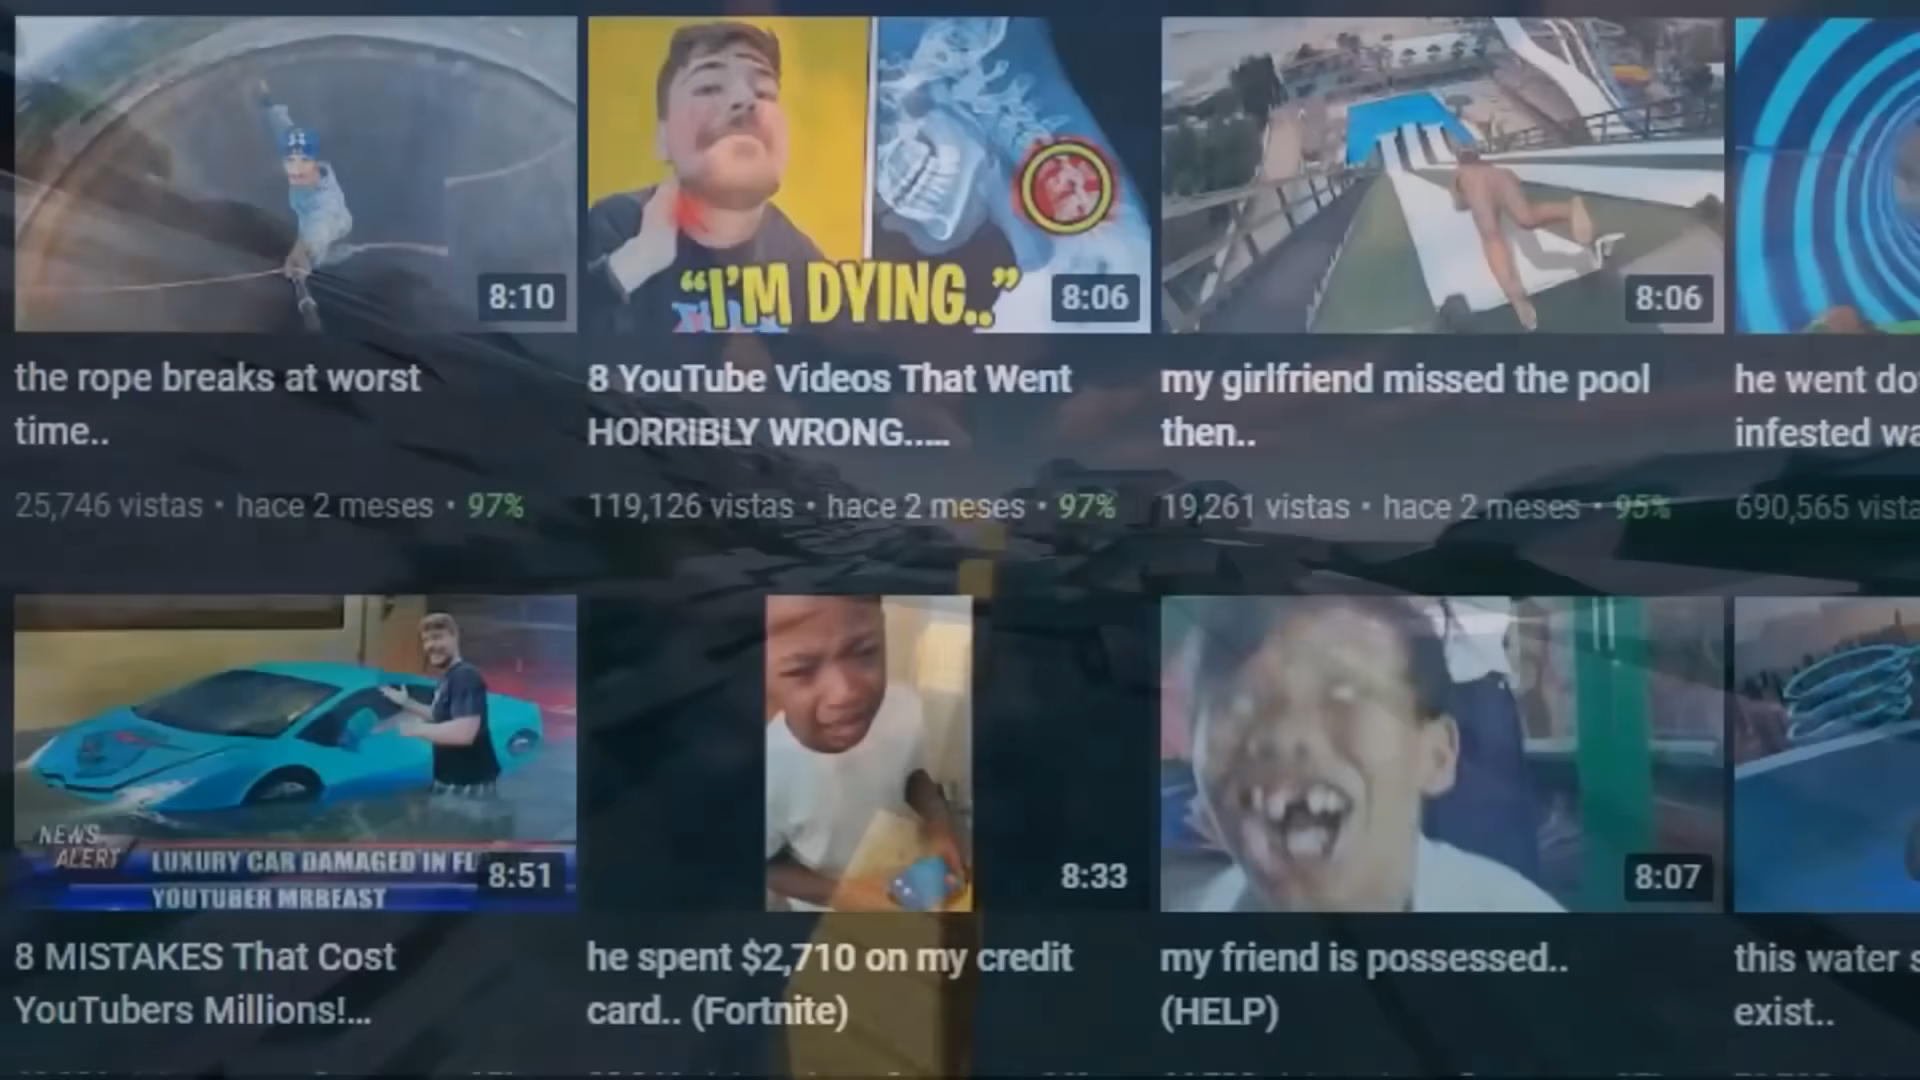 8:10
"I'M DYING.."
8:06
8:06
the rope breaks at worst
time..
25,746 vistas • hace 2 meses • 97%
8 YouTube Videos That Went
HORRIBLY WRONG.....
119,126 vistas • hace 2 meses • 97%
my girlfriend missed the pool
then..
19,261 vistas • hace 2 meses • 95%
he went
infested
690,565
NEWS
ALERT
LUXURY CAR DAMAGED IN
YOUTUBER MRBEAST
8:51
8:33
8:07
8 MISTAKES That Cost
YouTubers Millions!...
he spent $2,710 on my credit
card.. (Fortnite)
my friend is possessed..
(HELP)
this water
exist..